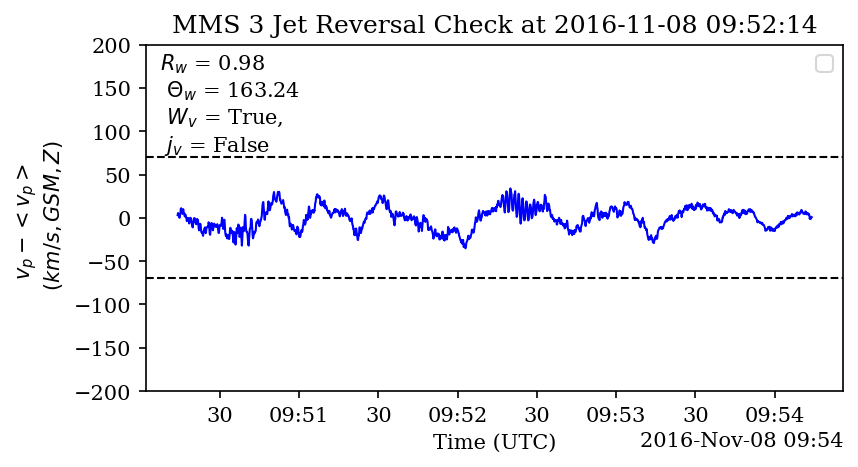 MMS 3 Jet Reversal Check at 2016-11-08 09:52:14
200
150
100
50
0
−50
−100
−150
−200
v_p − < v_p >
(km/s, GSM, Z)
R_w = 0.98
Θ_w = 163.24
W_v = True,
j_v = False
30 09:51 30 09:52 30 09:53 30 09:54
Time (UTC)
2016-Nov-08 09:54